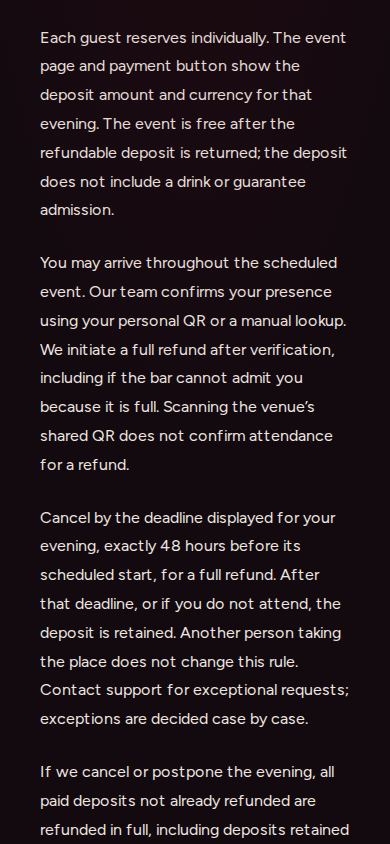 Each guest reserves individually. The event
page and payment button show the
deposit amount and currency for that
evening. The event is free after the
refundable deposit is returned; the deposit
does not include a drink or guarantee
admission.
You may arrive throughout the scheduled
event. Our team confirms your presence
using your personal QR or a manual lookup.
We initiate a full refund after verification,
including if the bar cannot admit you
because it is full. Scanning the venue’s
shared QR does not confirm attendance
for a refund.
Cancel by the deadline displayed for your
evening, exactly 48 hours before its
scheduled start, for a full refund. After
that deadline, or if you do not attend, the
deposit is retained. Another person taking
the place does not change this rule.
Contact support for exceptional requests;
exceptions are decided case by case.
If we cancel or postpone the evening, all
paid deposits not already refunded are
refunded in full, including deposits retained